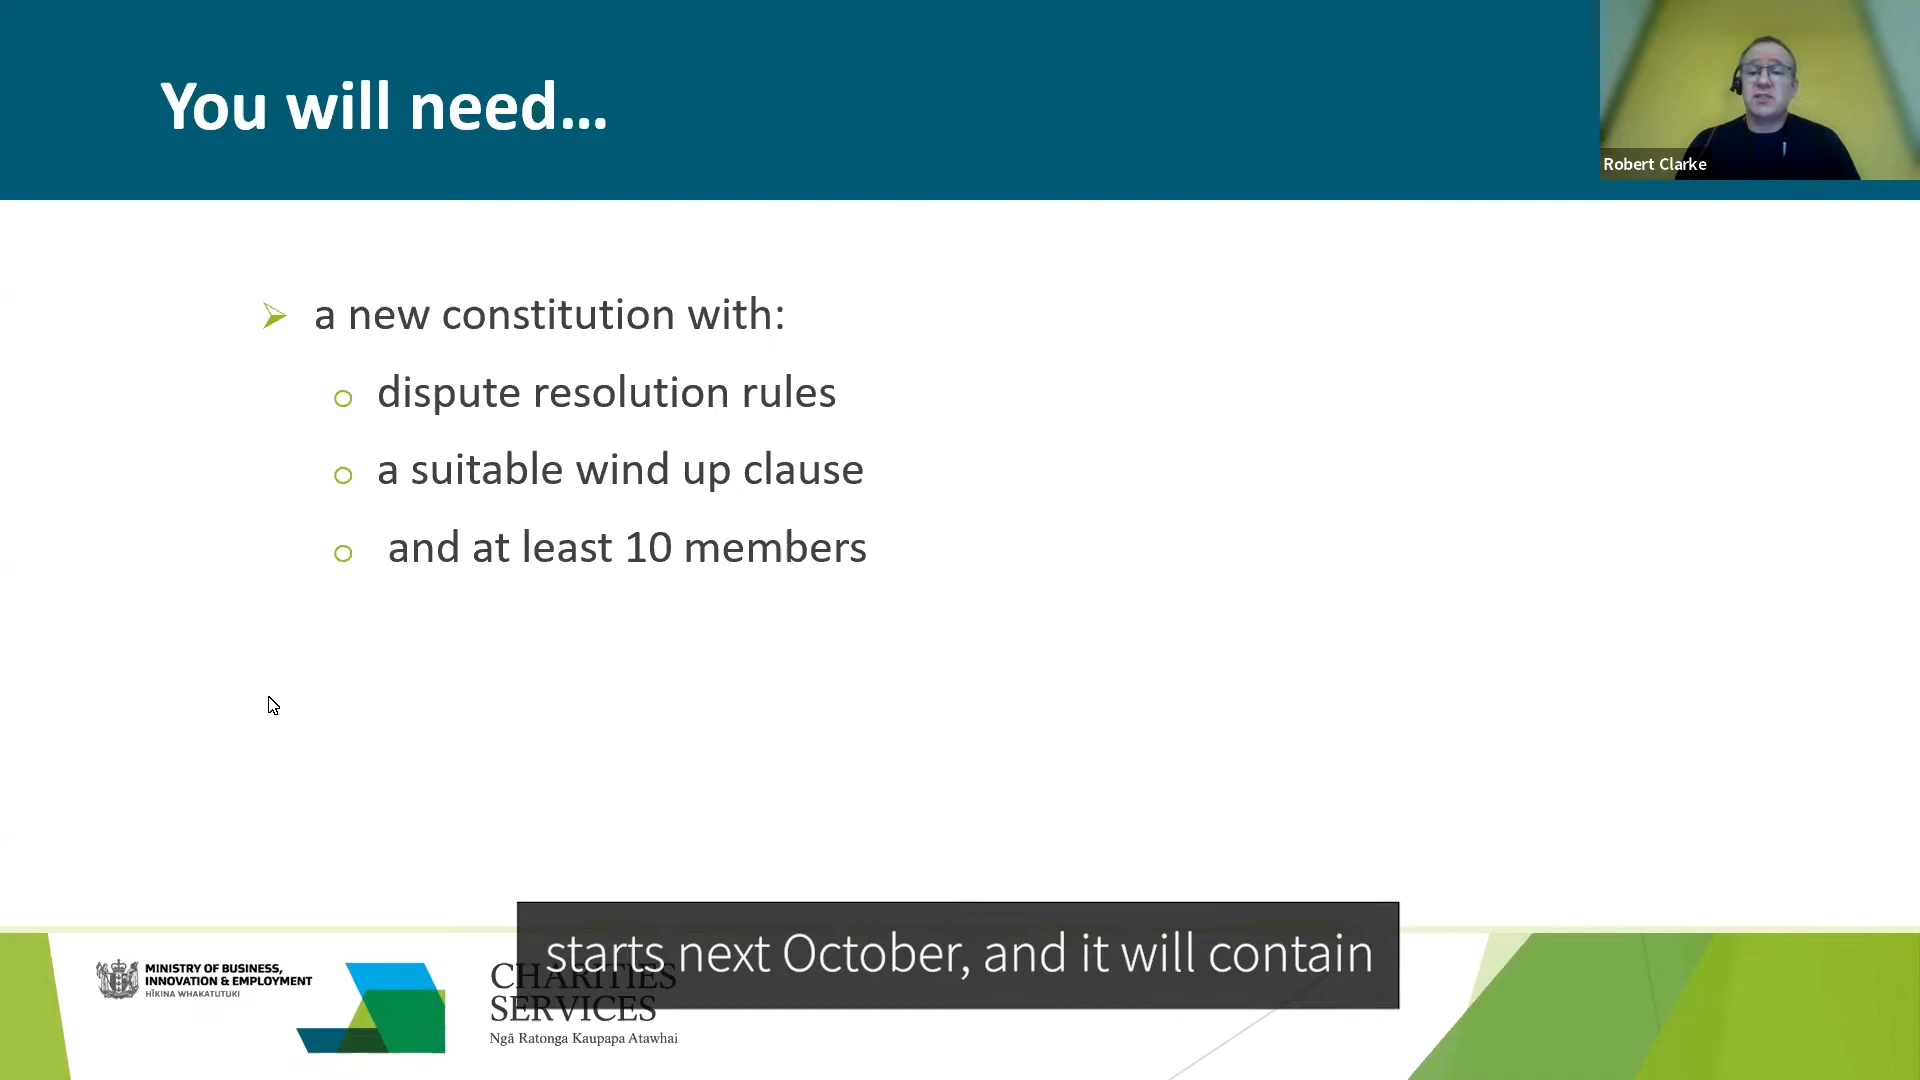 You will need...
Robert Clarke
a new constitution with:
dispute resolution rules
a suitable wind up clause
and at least 10 members
starts next October, and it will contain
MINISTRY OF BUSINESS,
INNOVATION & EMPLOYMENT
HĪKINA WHAKATUTUKI
CHARITIES
SERVICES
Ngā Ratonga Kaupapa Atawhai